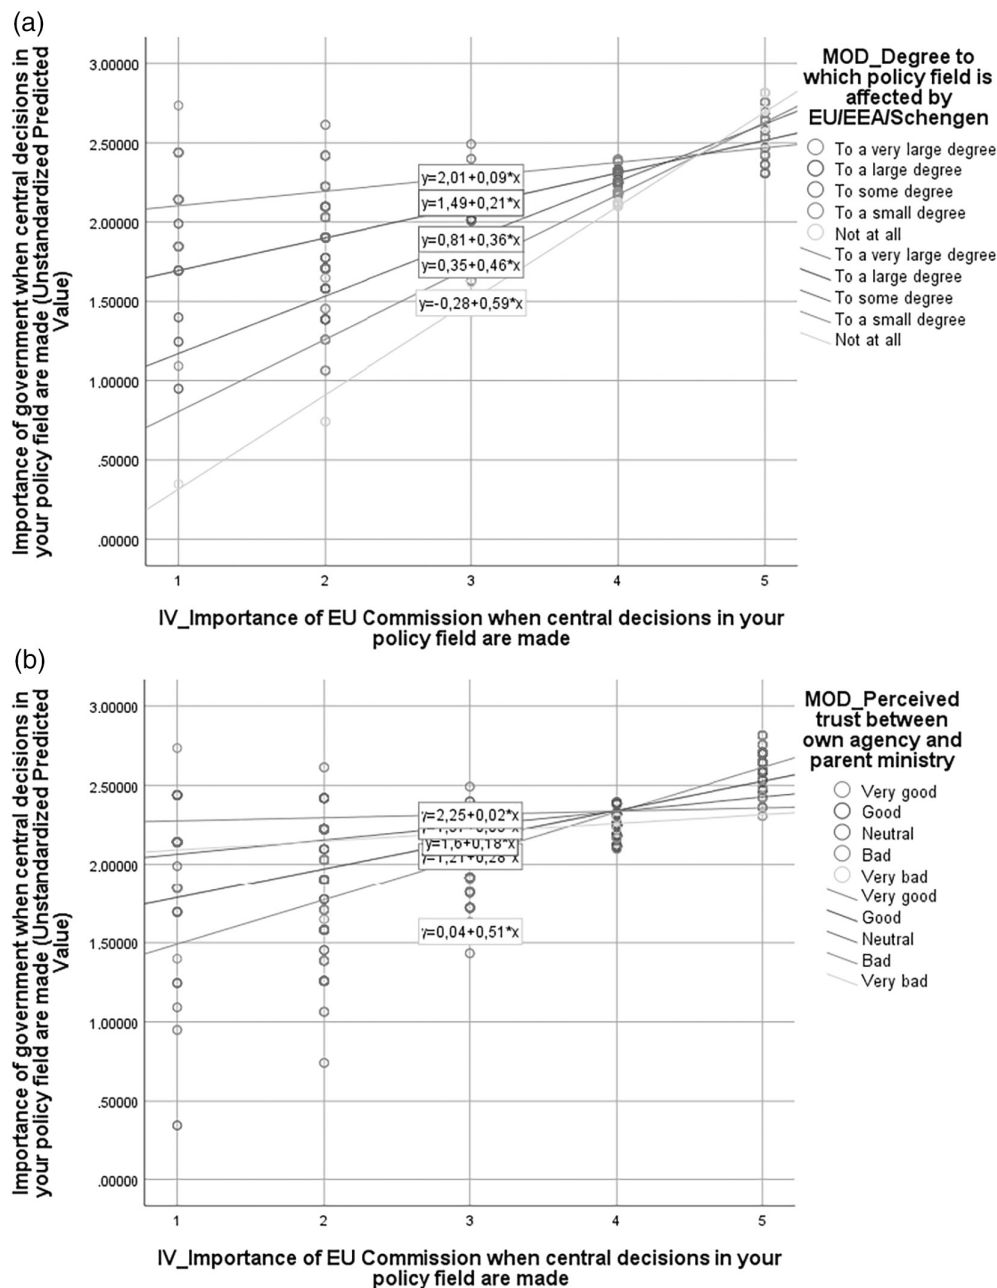 (a)
Importance of government when central decisions in
your policy field are made (Unstandardized Predicted
Value)
3.00000
2.50000
2.00000
1.50000
1.00000
.50000
.00000
y=2,01+0,09*x
y=1,49+0,21*x
y=0,81+0,36*x
y=0,35+0,46*x
y=-0,28+0,59*x
1
2
3
4
5
IV_Importance of EU Commission when central decisions in your
policy field are made
MOD_Degree to
which policy field is
affected by
EU/EEA/Schengen
To a very large degree
To a large degree
To some degree
To a small degree
Not at all
To a very large degree
To a large degree
To some degree
To a small degree
Not at all
(b)
Importance of government when central decisions in
your policy field are made (Unstandardized Predicted
Value)
3.00000
2.50000
2.00000
1.50000
1.00000
.50000
.00000
y=2,25+0,02*x
y=1,6+0,18*x
y=1,21+0,28*x
y=0,04+0,51*x
1
2
3
4
5
IV_Importance of EU Commission when central decisions in your
policy field are made
MOD_Perceived
trust between
own agency and
parent ministry
Very good
Good
Neutral
Bad
Very bad
Very good
Good
Neutral
Bad
Very bad